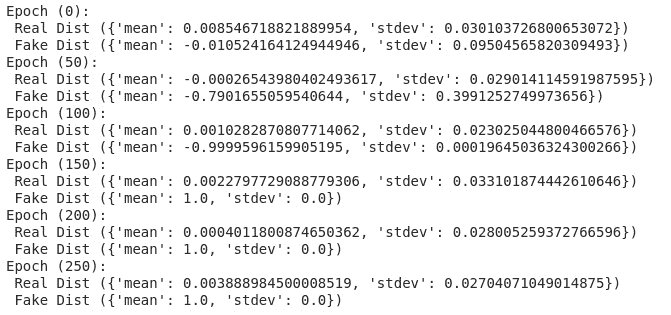 Epoch (0):
Real Dist ({'mean': 0.008546718821889954, 'stdev': 0.030103726800653072})
Fake Dist ({'mean': -0.010524164124944946, 'stdev': 0.09504565820309493})
Epoch (50):
Real Dist ({'mean': -0.00026543980402493617, 'stdev': 0.029014114591987595})
Fake Dist ({'mean': -0.7901655059540644, 'stdev': 0.3991252749973656})
Epoch (100):
Real Dist ({'mean': 0.0010282870807714062, 'stdev': 0.023025044800466576})
Fake Dist ({'mean': -0.9999596159905195, 'stdev': 0.00019645036324300266})
Epoch (150):
Real Dist ({'mean': 0.0022797729088779306, 'stdev': 0.033101874442610646})
Fake Dist ({'mean': 1.0, 'stdev': 0.0})
Epoch (200):
Real Dist ({'mean': 0.0004011800874650362, 'stdev': 0.028005259372766596})
Fake Dist ({'mean': 1.0, 'stdev': 0.0})
Epoch (250):
Real Dist ({'mean': 0.003888984500008519, 'stdev': 0.02704071049014875})
Fake Dist ({'mean': 1.0, 'stdev': 0.0})